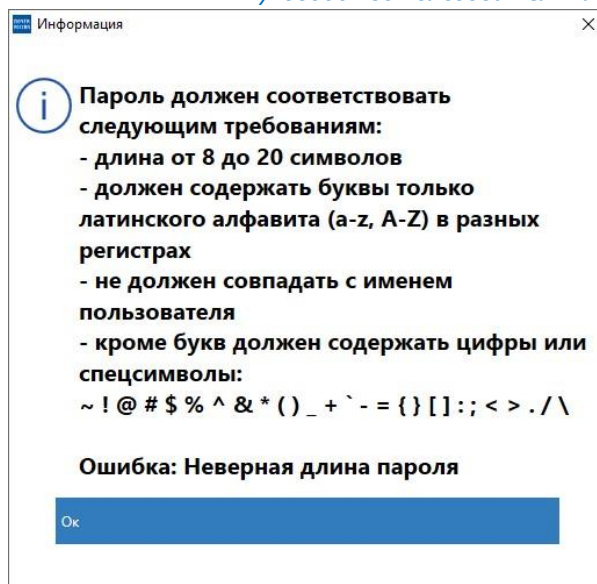 Информация
Пароль должен соответствовать
следующим требованиям:
- длина от 8 до 20 символов
- должен содержать буквы только
латинского алфавита (a-z, A-Z) в разных
регистрах
- не должен совпадать с именем
пользователя
- кроме букв должен содержать цифры или
спецсимволы:
~ ! @ # $ % ^ & * ( ) _ + ` - = { } [ ] : ; < > . / \
Ошибка: Неверная длина пароля
Ок